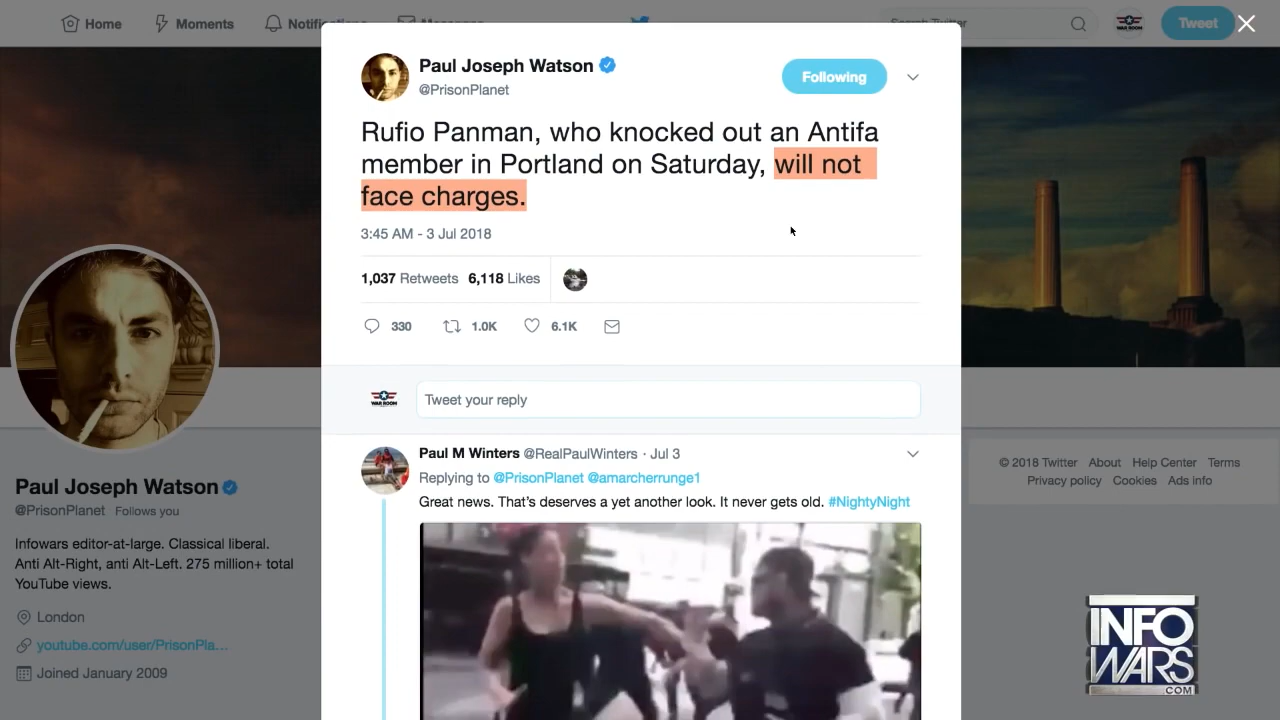 Home
Moments
Notifications
Messages
Search Twitter
Tweet
Paul Joseph Watson
@PrisonPlanet
Following
Rufio Panman, who knocked out an Antifa
member in Portland on Saturday, will not
face charges.
3:45 AM - 3 Jul 2018
1,037 Retweets 6,118 Likes
330 1.0K 6.1K
WAR ROOM
Tweet your reply
Paul M Winters @RealPaulWinters · Jul 3
Replying to @PrisonPlanet @amarcherrunge1
Great news. That's deserves a yet another look. It never gets old. #NightyNight
Paul Joseph Watson
@PrisonPlanet Follows you
Infowars editor-at-large. Classical liberal.
Anti Alt-Right, anti Alt-Left. 275 million+ total
YouTube views.
London
youtube.com/user/PrisonPla...
Joined January 2009
© 2018 Twitter About Help Center Terms
Privacy policy Cookies Ads info
INFO
WARS
.COM